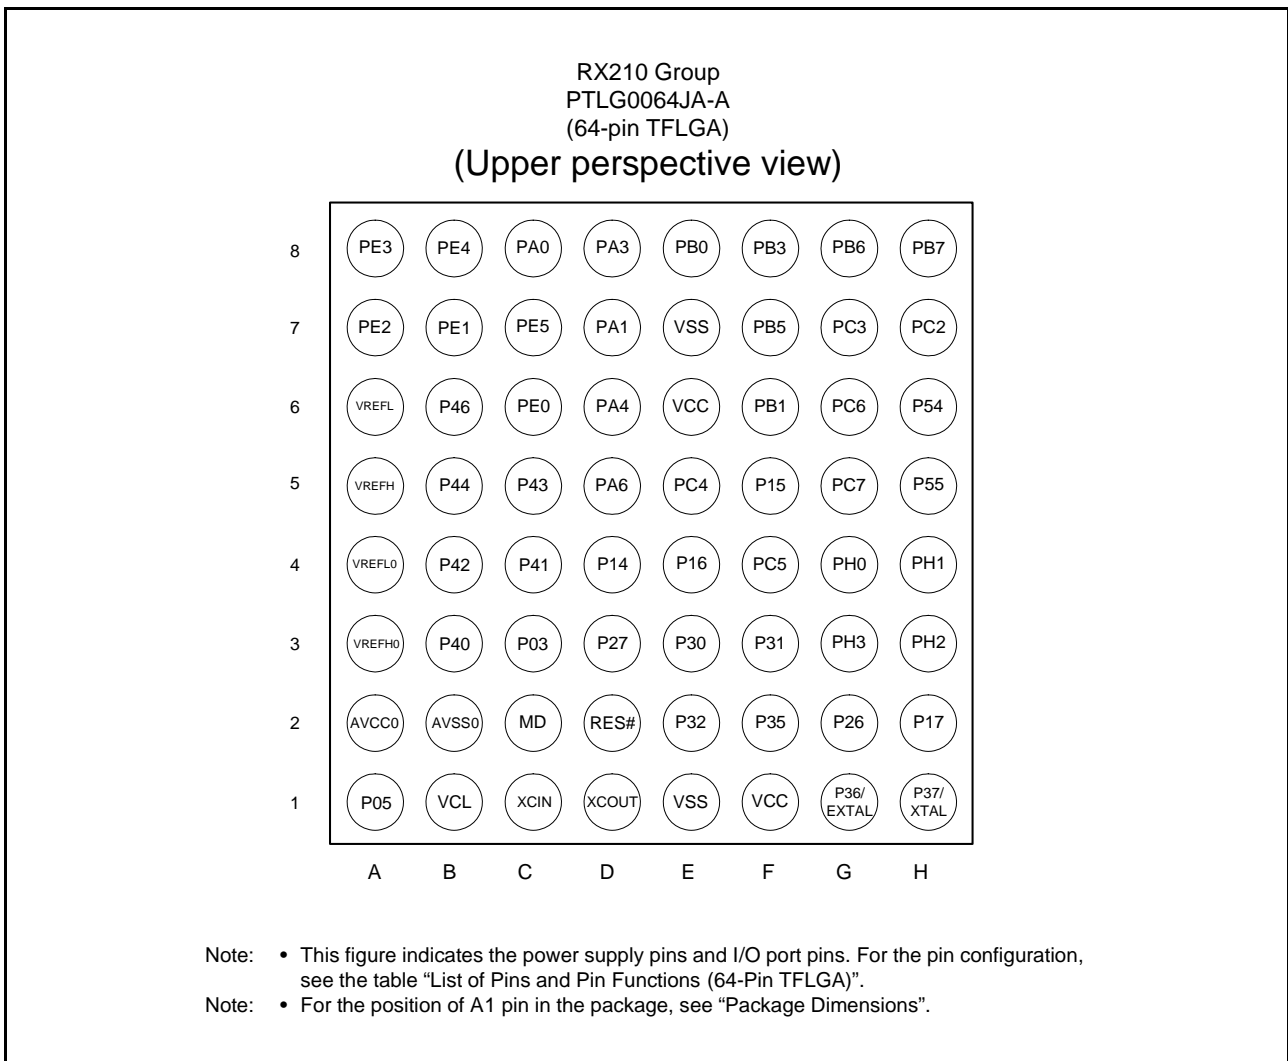 RX210 Group
PTLG0064JA-A
(64-pin TFLGA)
(Upper perspective view)
8 PE3 PE4 PA0 PA3 PB0 PB3 PB6 PB7
7 PE2 PE1 PE5 PA1 VSS PB5 PC3 PC2
6 VREFL P46 PE0 PA4 VCC PB1 PC6 P54
5 VREFH P44 P43 PA6 PC4 P15 PC7 P55
4 VREFL0 P42 P41 P14 P16 PC5 PH0 PH1
3 VREFH0 P40 P03 P27 P30 P31 PH3 PH2
2 AVCC0 AVSS0 MD RES# P32 P35 P26 P17
1 P05 VCL XCIN XCOUT VSS VCC P36/ EXTAL P37/ XTAL
A B C D E F G H
Note: • This figure indicates the power supply pins and I/O port pins. For the pin configuration,
see the table “List of Pins and Pin Functions (64-Pin TFLGA)”.
Note: • For the position of A1 pin in the package, see “Package Dimensions”.